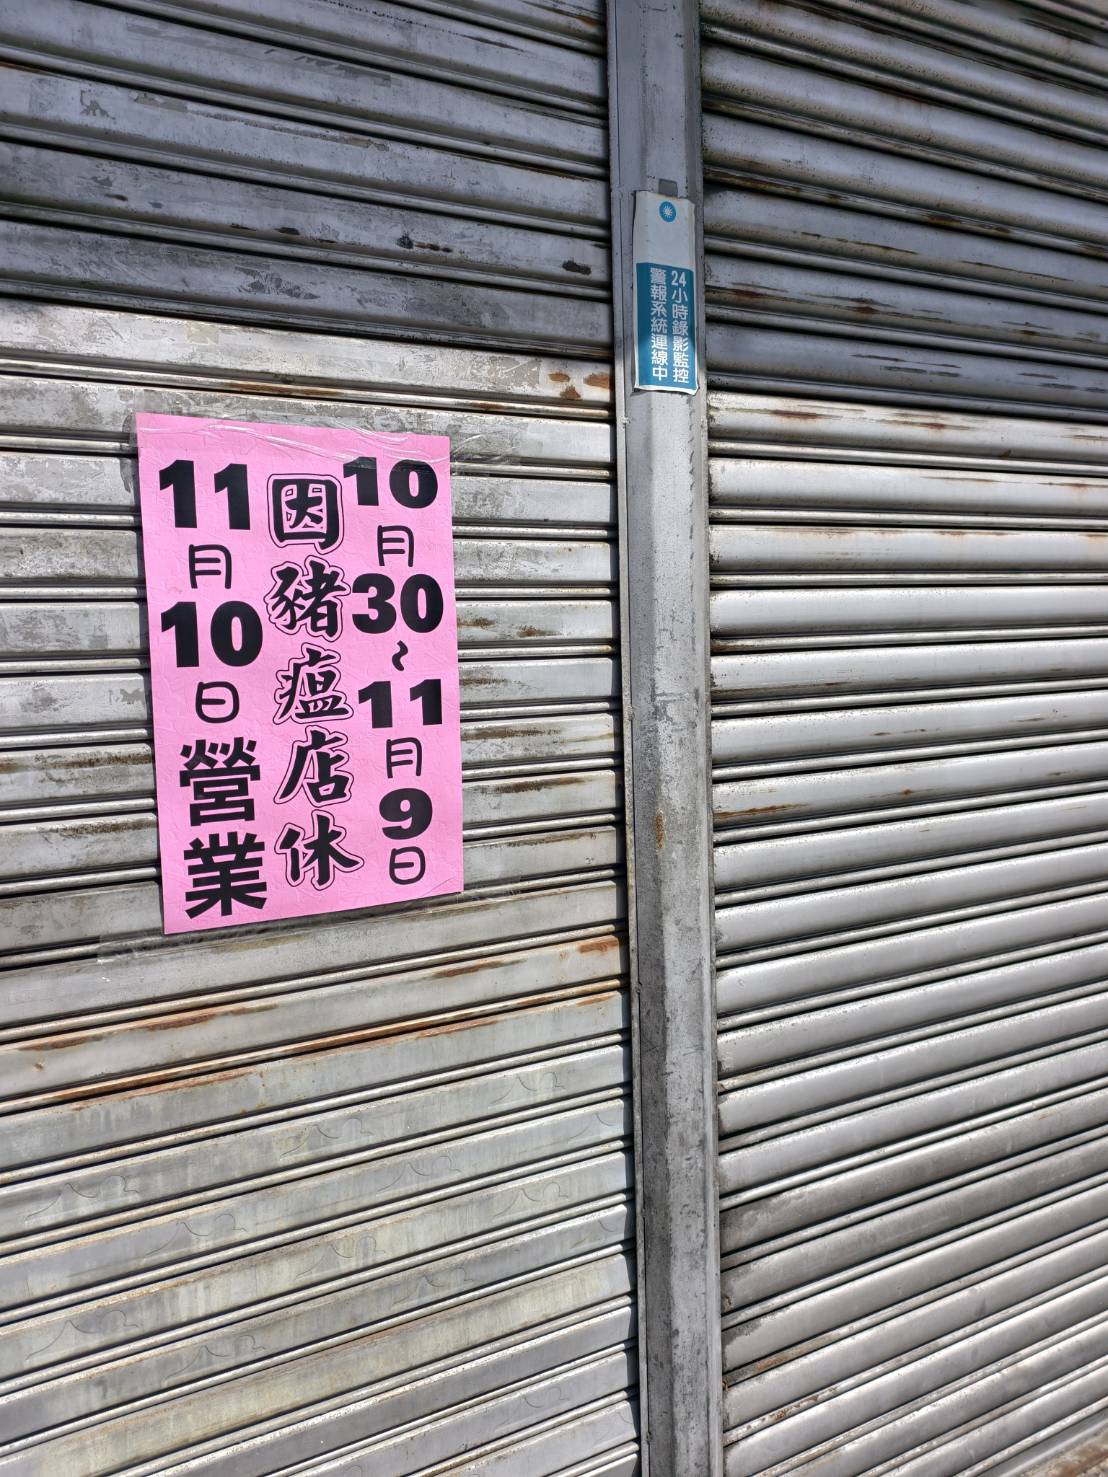 10月30~11月9日
因豬瘟店休
11月10日營業
24小時錄影監控
警報系統連線中